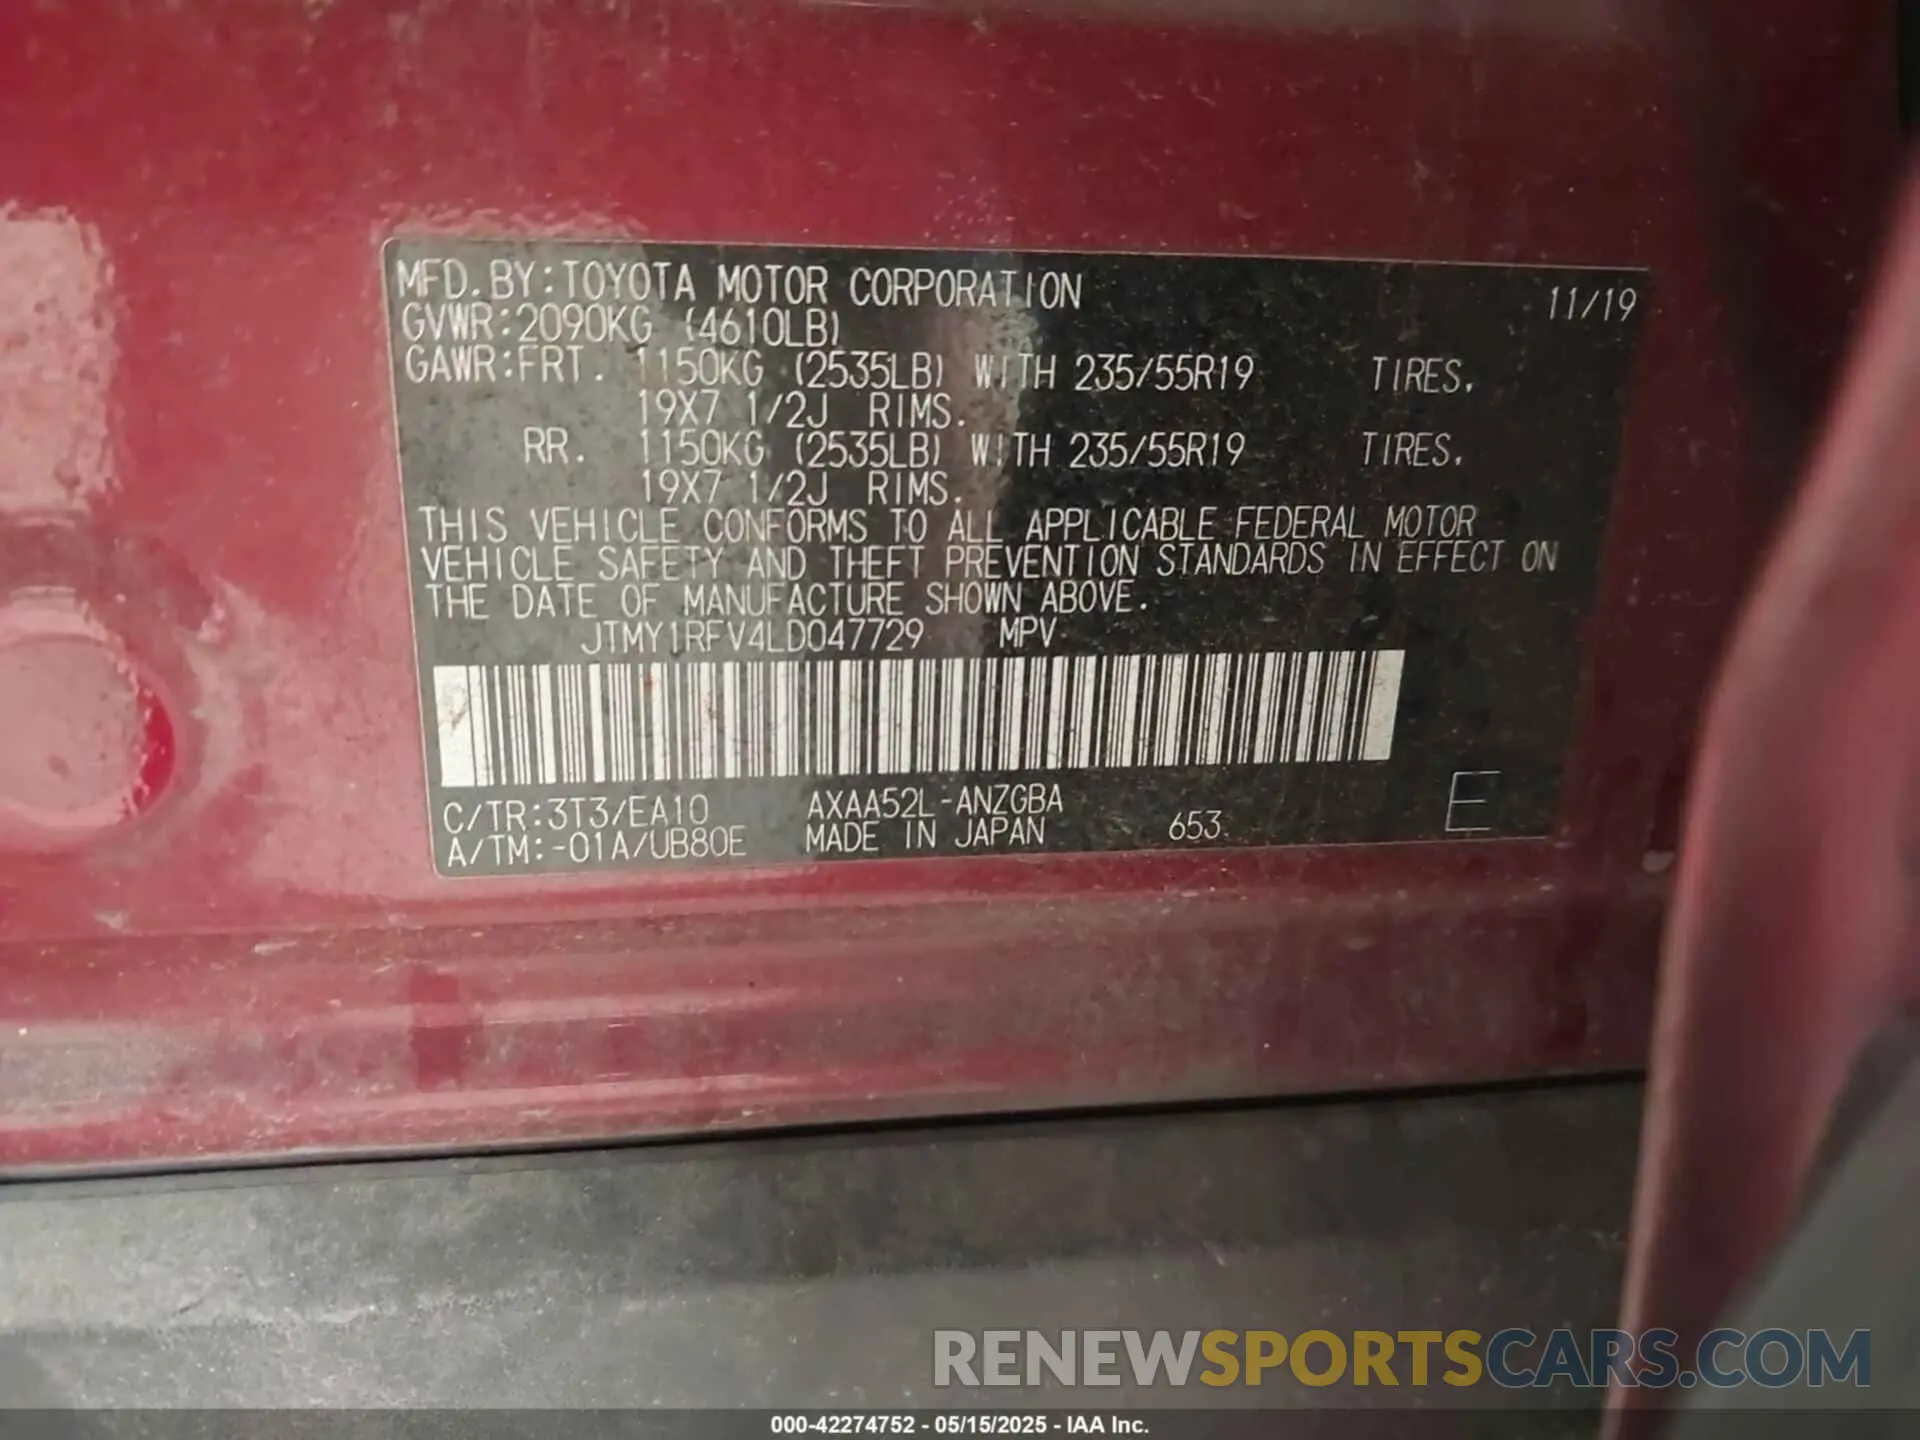 MFD. BY: TOYOTA MOTOR CORPORATION 11/19
GVWR: 2090KG (4610LB)
GAWR: FRT. 1150KG (2535LB) WITH 235/55R19 TIRES,
19X7 1/2J RIMS.
RR. 1150KG (2535LB) WITH 235/55R19 TIRES,
19X7 1/2J RIMS.
THIS VEHICLE CONFORMS TO ALL APPLICABLE FEDERAL MOTOR
VEHICLE SAFETY AND THEFT PREVENTION STANDARDS IN EFFECT ON
THE DATE OF MANUFACTURE SHOWN ABOVE.
JTMY1RFV4LD047729 MPV
C/TR: 3T3/EA10 AXAA52L-ANZGBA
A/TM: -01A/UB80E MADE IN JAPAN 653 E
RENEWSPORTSCARS.COM
000-42274752 - 05/15/2025 - IAA Inc.